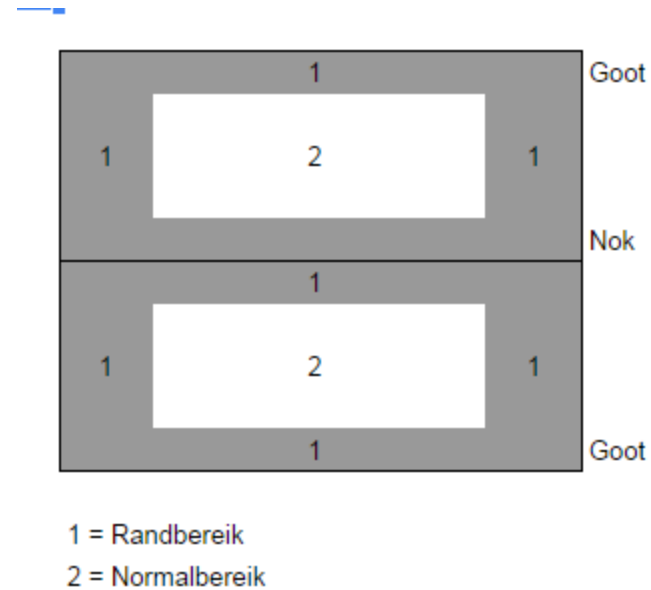 1 Goot
1 2 1
Nok
1
1 2 1
1 Goot
1 = Randbereik
2 = Normalbereik